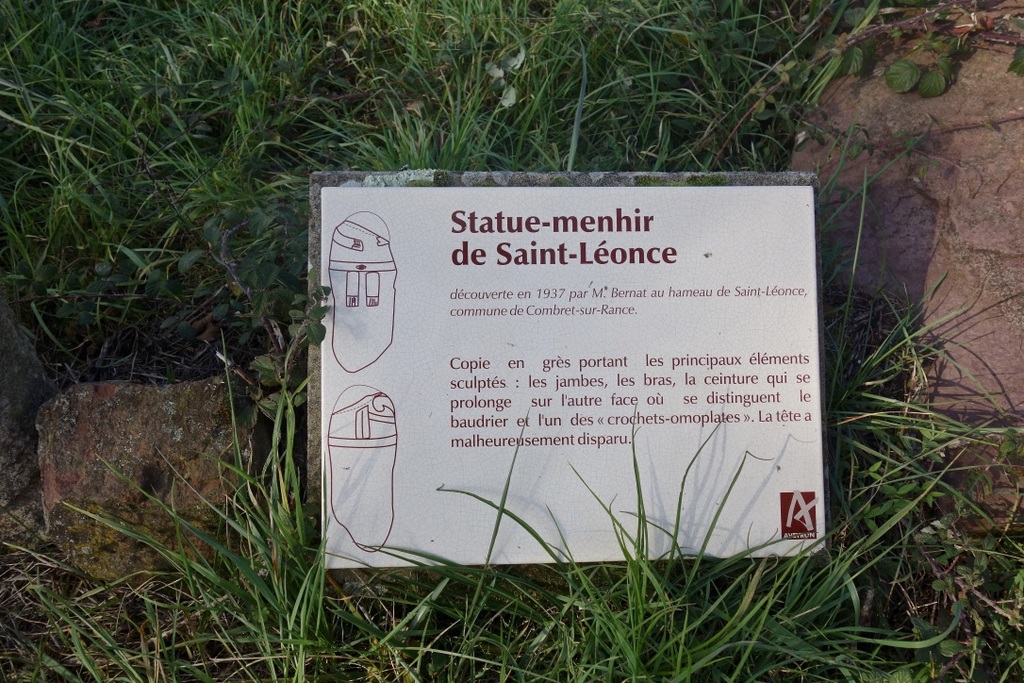 Statue-menhir
de Saint-Léonce
découverte en 1937 par M. Bernat au hameau de Saint-Léonce,
commune de Combret-sur-Rance.
Copie en grès portant les principaux éléments
sculptés : les jambes, les bras, la ceinture qui se
prolonge sur l'autre face où se distinguent le
baudrier et l'un des « crochets-omoplates ». La tête a
malheureusement disparu.
AVEYRON